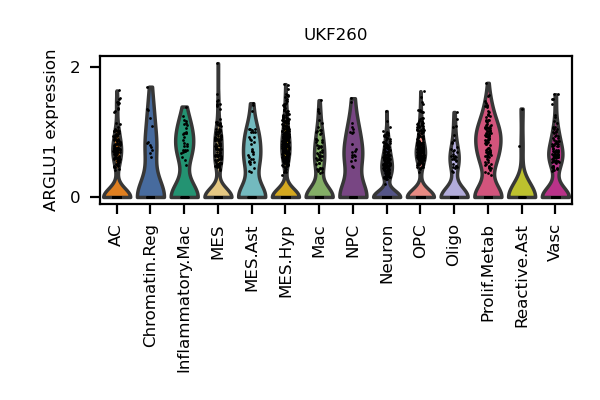 UKF260
ARGLU1 expression
2
0
AC
Chromatin.Reg
Inflammatory.Mac
MES
MES.Ast
MES.Hyp
Mac
NPC
Neuron
OPC
Oligo
Prolif.Metab
Reactive.Ast
Vasc